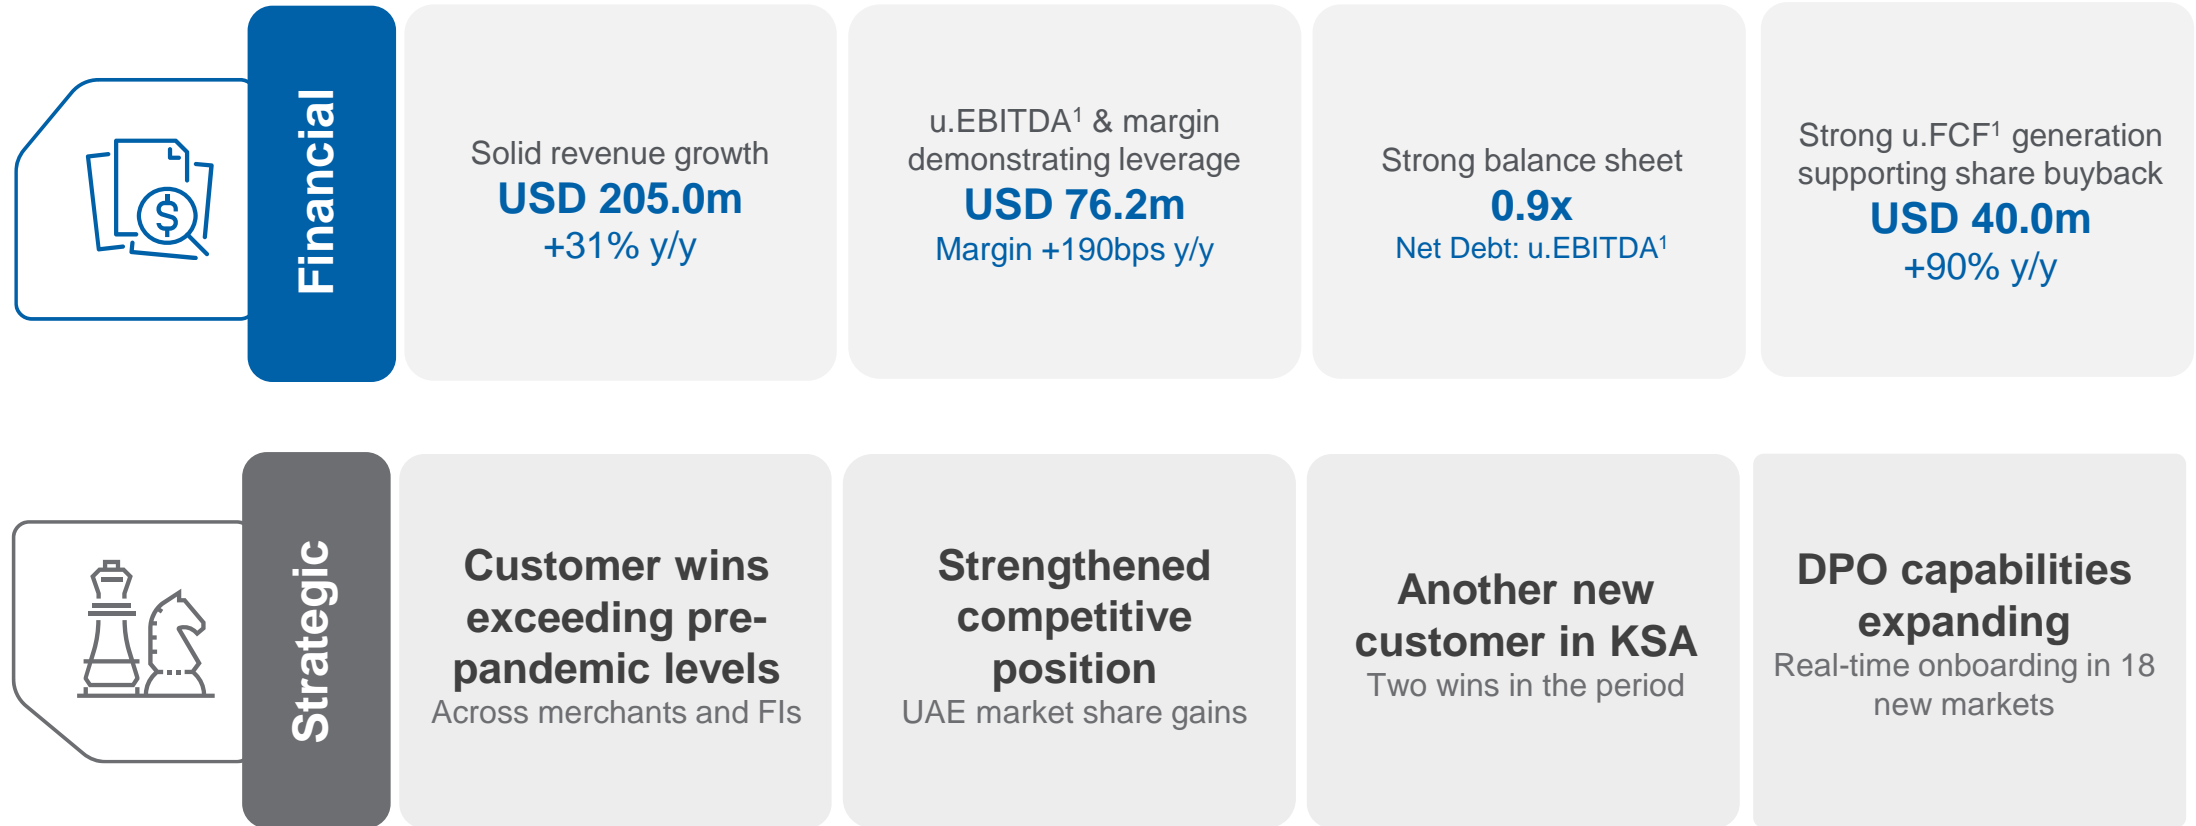 Financial
Solid revenue growth
USD 205.0m
+31% y/y
u.EBITDA¹ & margin
demonstrating leverage
USD 76.2m
Margin +190bps y/y
Strong balance sheet
0.9x
Net Debt: u.EBITDA¹
Strong u.FCF¹ generation
supporting share buyback
USD 40.0m
+90% y/y
Strategic
Customer wins
exceeding pre-
pandemic levels
Across merchants and FIs
Strengthened
competitive
position
UAE market share gains
Another new
customer in KSA
Two wins in the period
DPO capabilities
expanding
Real-time onboarding in 18
new markets